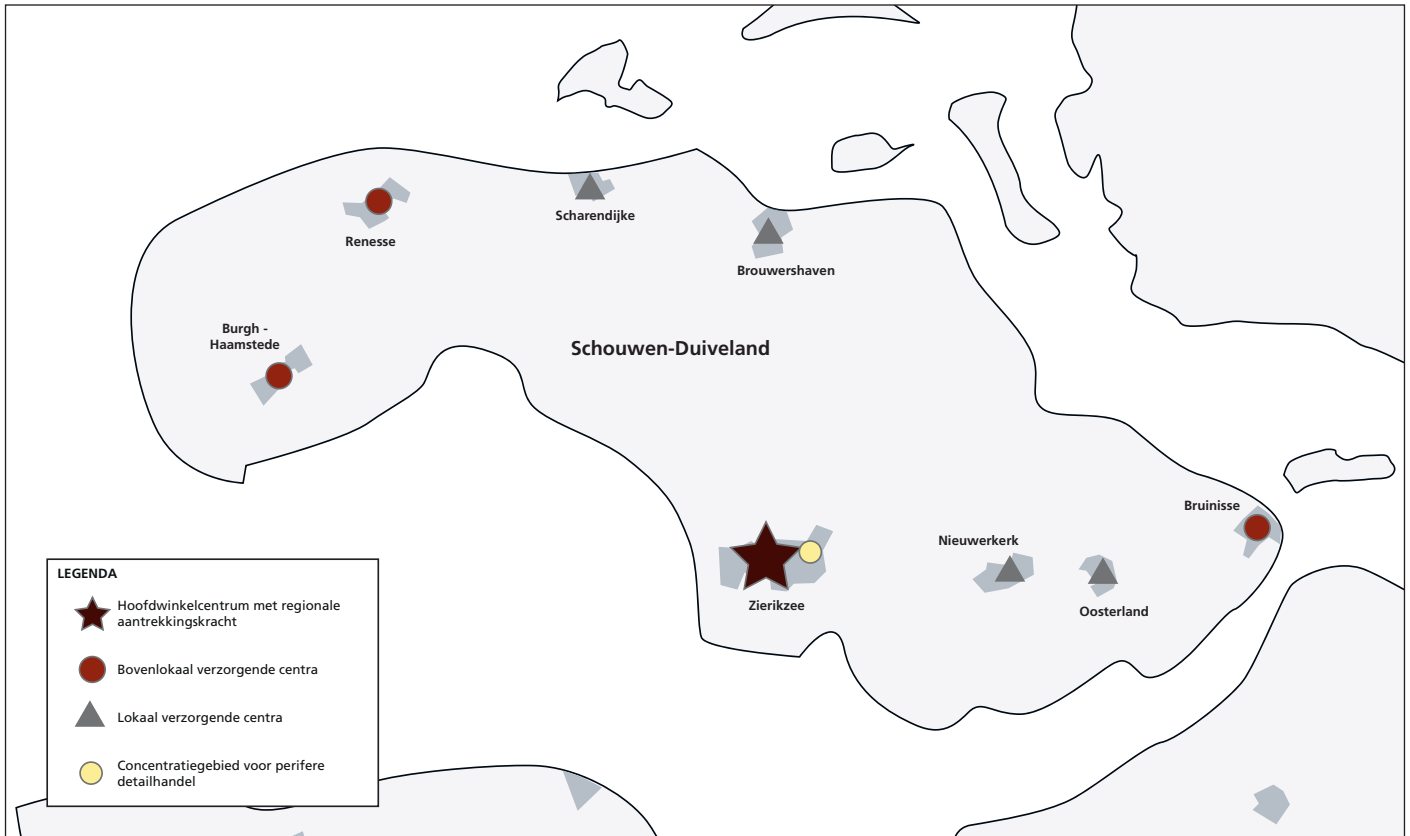 Renesse
Scharendijke
Brouwershaven
Burgh -
Haamstede
Schouwen-Duiveland
Bruinisse
Nieuwerkerk
Zierikzee
Oosterland
LEGENDA
Hoofdwinkelcentrum met regionale
aantrekkingskracht
Bovenlokaal verzorgende centra
Lokaal verzorgende centra
Concentratiegebied voor perifere
detailhandel